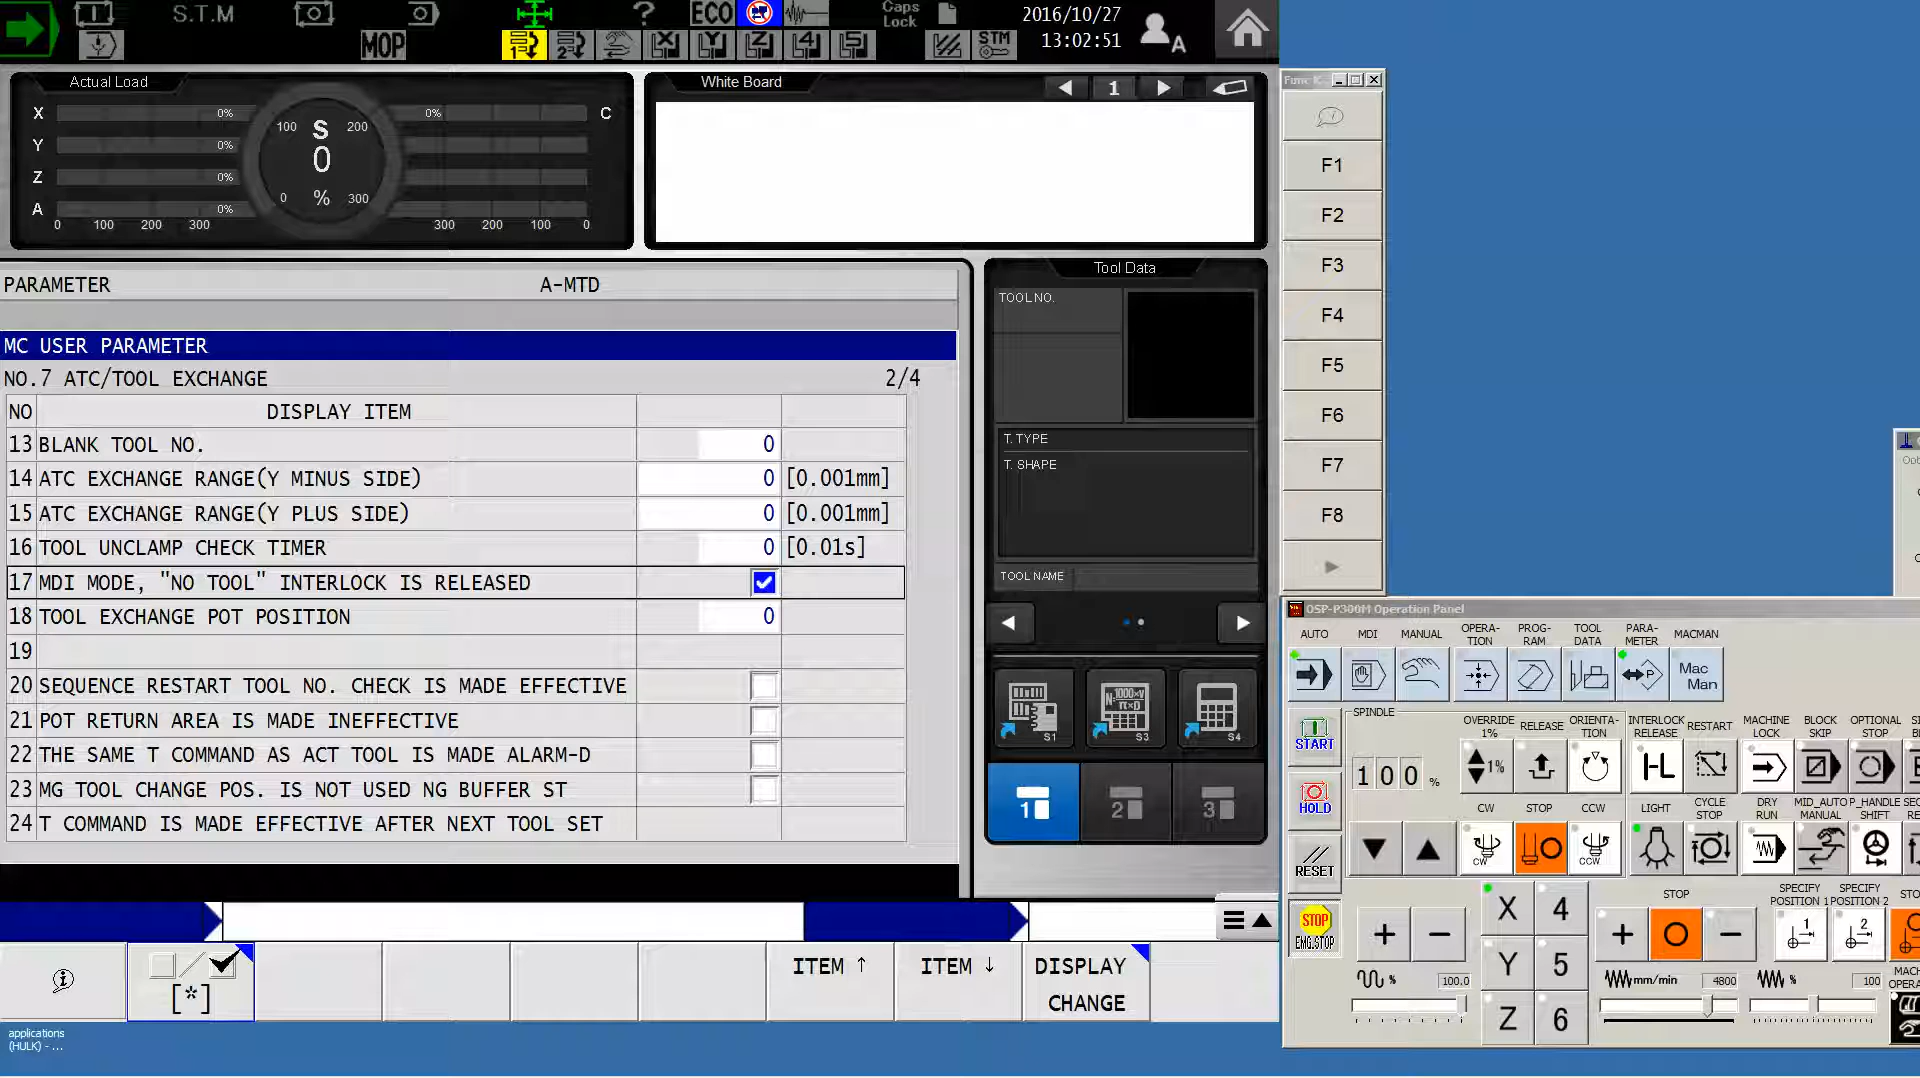 S.T.M
MOP
?
ECO
Caps
Lock
X Y Z 4 5
STM
2016/10/27
13:02:51
A
Actual Load
White Board
1
X 0% 0% C
Y 0%
Z 0%
A 0%
100 S 200
0
0 % 300
0 100 200 300
300 200 100 0
PARAMETER A-MTD
MC USER PARAMETER
NO.7 ATC/TOOL EXCHANGE 2/4
NO DISPLAY ITEM
13 BLANK TOOL NO. 0
14 ATC EXCHANGE RANGE(Y MINUS SIDE) 0 [0.001mm]
15 ATC EXCHANGE RANGE(Y PLUS SIDE) 0 [0.001mm]
16 TOOL UNCLAMP CHECK TIMER 0 [0.01s]
17 MDI MODE, "NO TOOL" INTERLOCK IS RELEASED
18 TOOL EXCHANGE POT POSITION 0
19
20 SEQUENCE RESTART TOOL NO. CHECK IS MADE EFFECTIVE
21 POT RETURN AREA IS MADE INEFFECTIVE
22 THE SAME T COMMAND AS ACT TOOL IS MADE ALARM-D
23 MG TOOL CHANGE POS. IS NOT USED NG BUFFER ST
24 T COMMAND IS MADE EFFECTIVE AFTER NEXT TOOL SET
[*]
ITEM ↑
ITEM ↓
DISPLAY
CHANGE
applications
(HULK) - ...
Tool Data
TOOL NO.
T. TYPE
T. SHAPE
TOOL NAME
S1 S3 S4
1 2 3
F1
F2
F3
F4
F5
F6
F7
F8
OSP-P300M Operation Panel
AUTO
MDI
MANUAL
OPERA-
TION
PROG-
RAM
TOOL
DATA
PARA-
METER
MACMAN
Mac
Man
START
HOLD
RESET
STOP
EMG.STOP
SPINDLE
OVERRIDE
1%
RELEASE
ORIENTA-
TION
100 %
1%
CW
STOP
CCW
CW
CCW
INTERLOCK
RELEASE
RESTART
MACHINE
LOCK
BLOCK
SKIP
OPTIONAL
STOP
LIGHT
CYCLE
STOP
DRY
RUN
MID_AUTO
MANUAL
P_HANDLE
SHIFT
+ −
% 100.0
X 4
Y 5
Z 6
STOP
+ −
mm/min 4800
% 100
SPECIFY
POSITION 1
SPECIFY
POSITION 2
1
2